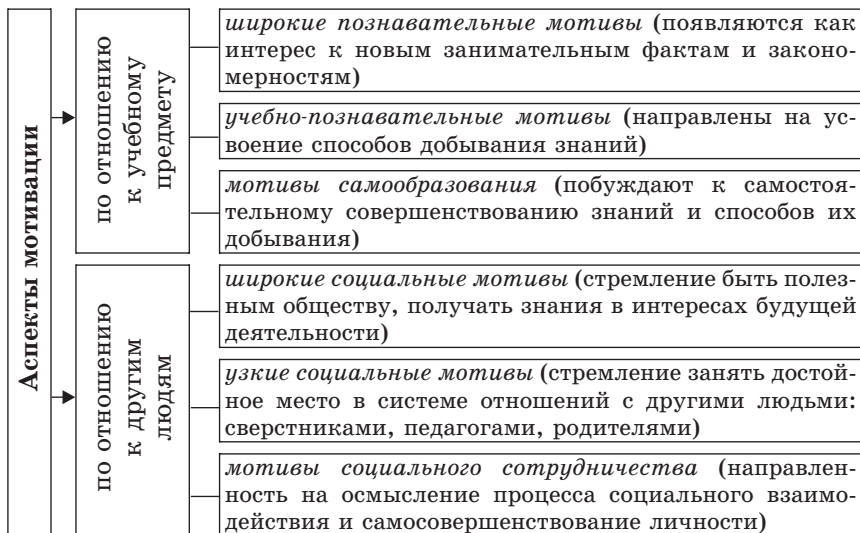 Аспекты мотивации
по отношению
к учебному
предмету
широкие познавательные мотивы (появляются как
интерес к новым занимательным фактам и законо-
мерностям)
учебно-познавательные мотивы (направлены на ус-
воение способов добывания знаний)
мотивы самообразования (побуждают к самостоя-
тельному совершенствованию знаний и способов их
добывания)
по отношению
к другим
людям
широкие социальные мотивы (стремление быть полез-
ным обществу, получать знания в интересах будущей
деятельности)
узкие социальные мотивы (стремление занять достой-
ное место в системе отношений с другими людьми:
сверстниками, педагогами, родителями)
мотивы социального сотрудничества (направлен-
ность на осмысление процесса социального взаимо-
действия и самосовершенствование личности)